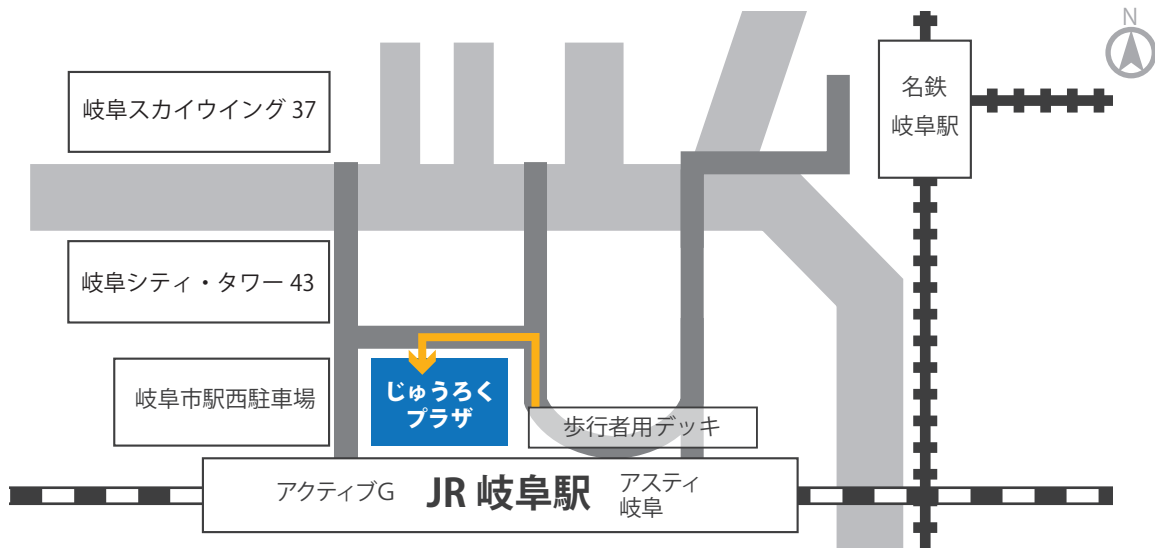 N
岐阜スカイウイング 37
名鉄
岐阜駅
岐阜シティ・タワー 43
岐阜市駅西駐車場
じゅうろく
プラザ
歩行者用デッキ
アクティブG
JR 岐阜駅
アスティ
岐阜